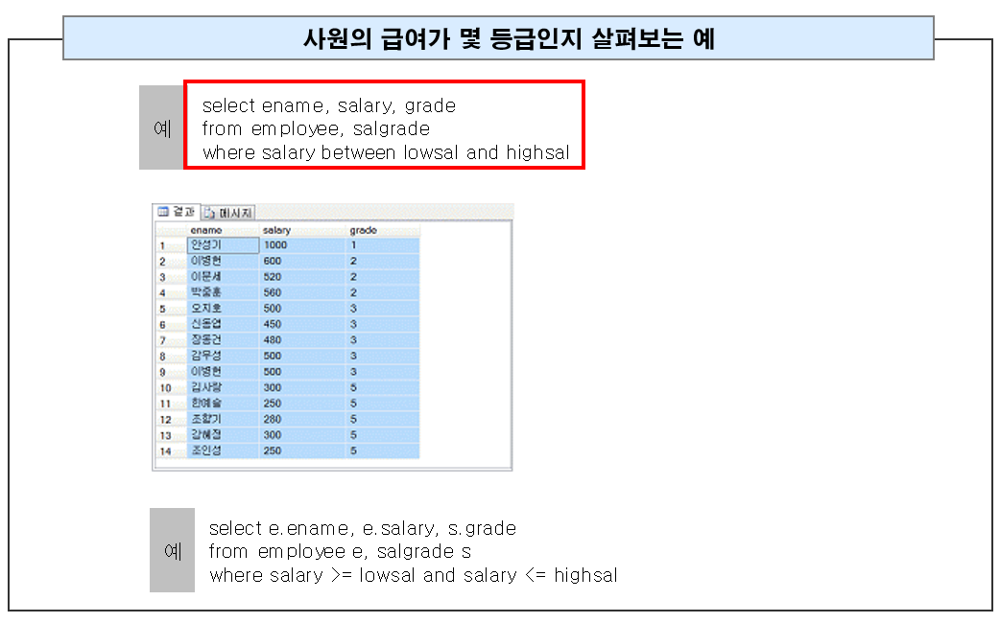 사원의 급여가 몇 등급인지 살펴보는 예
예
select ename, salary, grade
from employee, salgrade
where salary between lowsal and highsal
결과 메시지
ename salary grade
1 안성기 1000 1
2 이병헌 600 2
3 이문세 520 2
4 박중훈 560 2
5 오지호 500 3
6 신동엽 450 3
7 장동건 480 3
8 감우성 500 3
9 이병헌 500 3
10 김사랑 300 5
11 한예슬 250 5
12 조향기 280 5
13 강혜정 300 5
14 조인성 250 5
예
select e.ename, e.salary, s.grade
from employee e, salgrade s
where salary >= lowsal and salary <= highsal